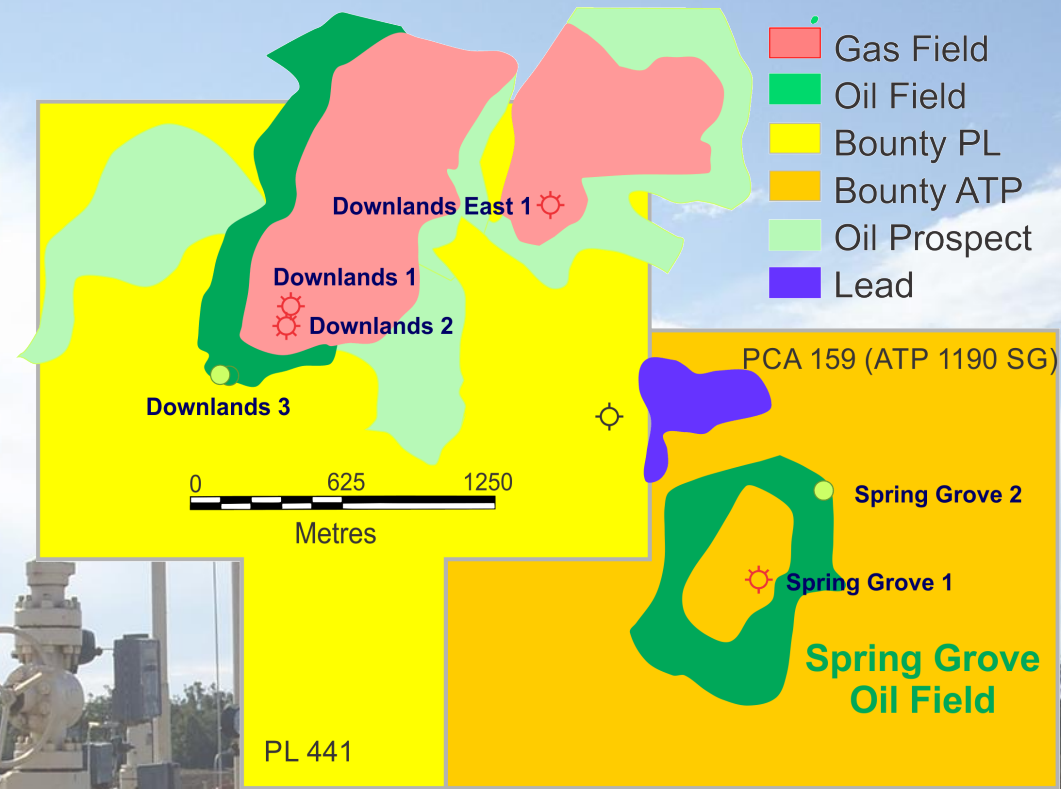 Gas Field
Oil Field
Bounty PL
Bounty ATP
Oil Prospect
Lead
Downlands East 1
Downlands 1
Downlands 2
Downlands 3
PCA 159 (ATP 1190 SG)
0 625 1250
Metres
Spring Grove 2
Spring Grove 1
Spring Grove
Oil Field
PL 441